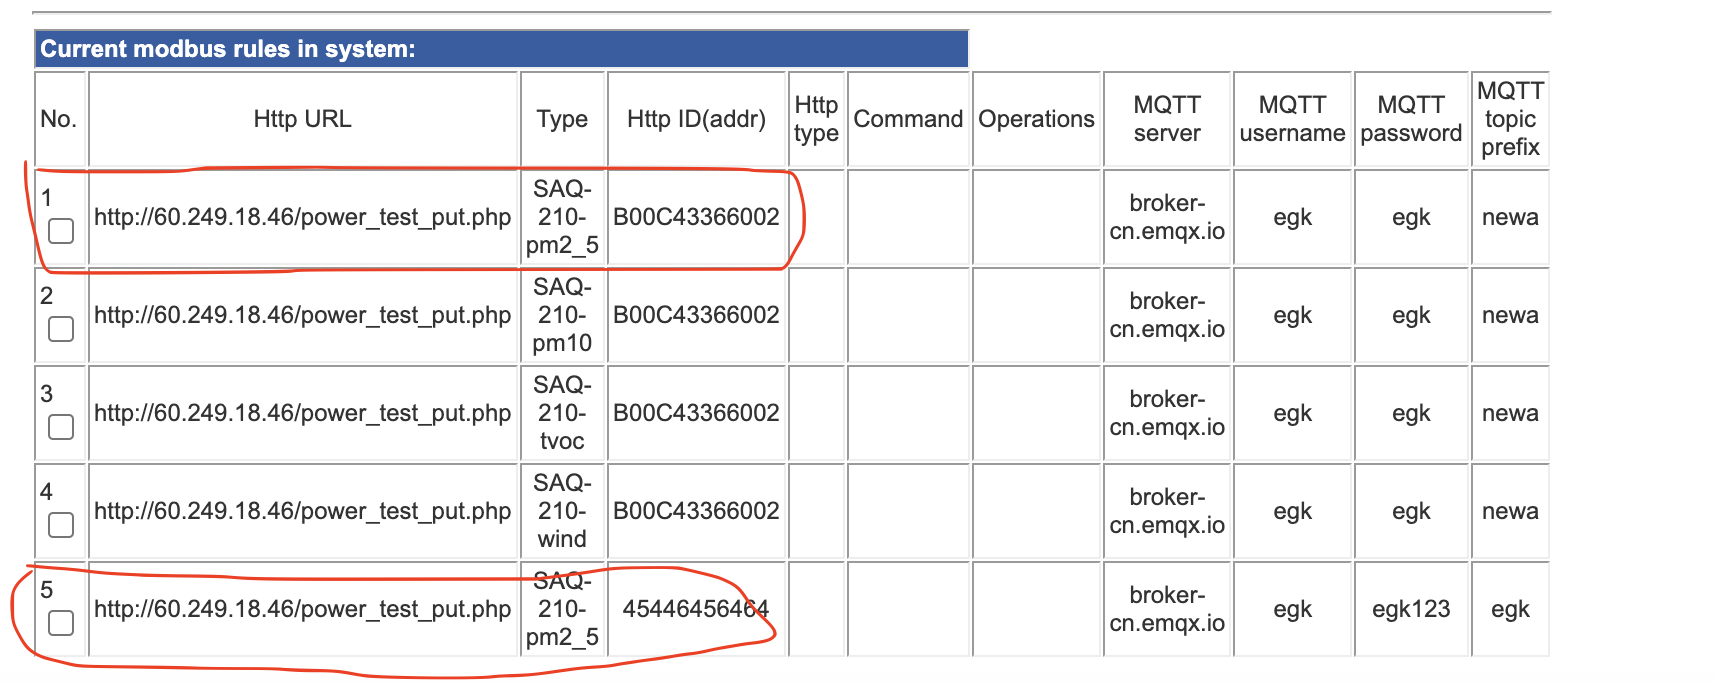 Current modbus rules in system:
No. Http URL Type Http ID(addr) Http type Command Operations MQTT server MQTT username MQTT password MQTT topic prefix
1 http://60.249.18.46/power_test_put.php SAQ-210-pm2_5 B00C43366002 broker-cn.emqx.io egk egk newa
2 http://60.249.18.46/power_test_put.php SAQ-210-pm10 B00C43366002 broker-cn.emqx.io egk egk newa
3 http://60.249.18.46/power_test_put.php SAQ-210-tvoc B00C43366002 broker-cn.emqx.io egk egk newa
4 http://60.249.18.46/power_test_put.php SAQ-210-wind B00C43366002 broker-cn.emqx.io egk egk newa
5 http://60.249.18.46/power_test_put.php SAQ-210-pm2_5 45446456464 broker-cn.emqx.io egk egk123 egk